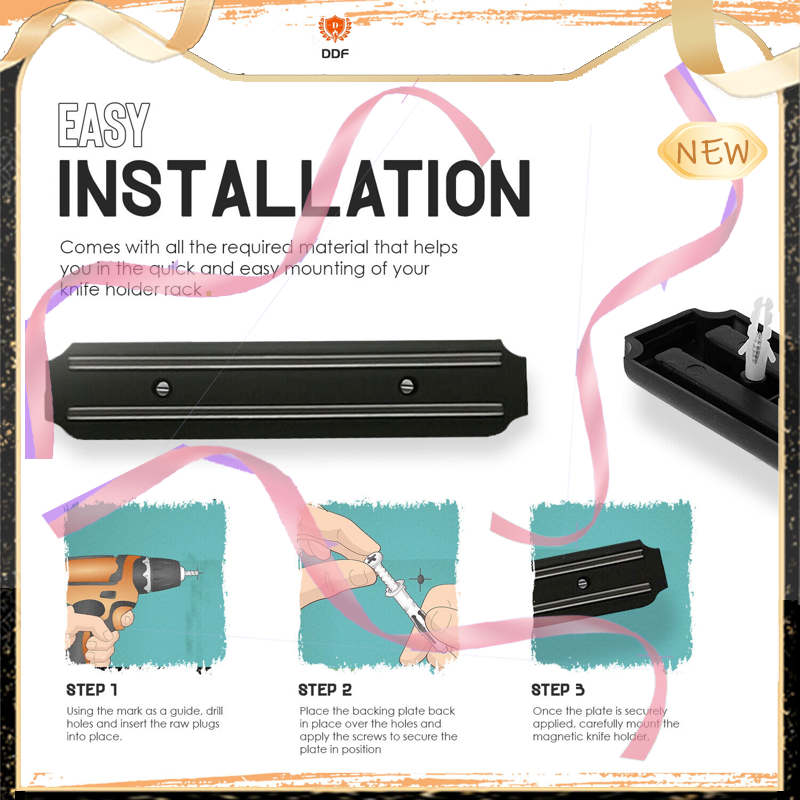 DDF
EASY
NEW
INSTALLATION
Comes with all the required material that helps
you in the quick and easy mounting of your
knife holder rack.
STEP 1
Using the mark as a guide, drill
holes and insert the raw plugs
into place.
STEP 2
Place the backing plate back
in place over the holes and
apply the screws to secure the
plate in position
STEP 3
Once the plate is securely
applied, carefully mount the
magnetic knife holder.